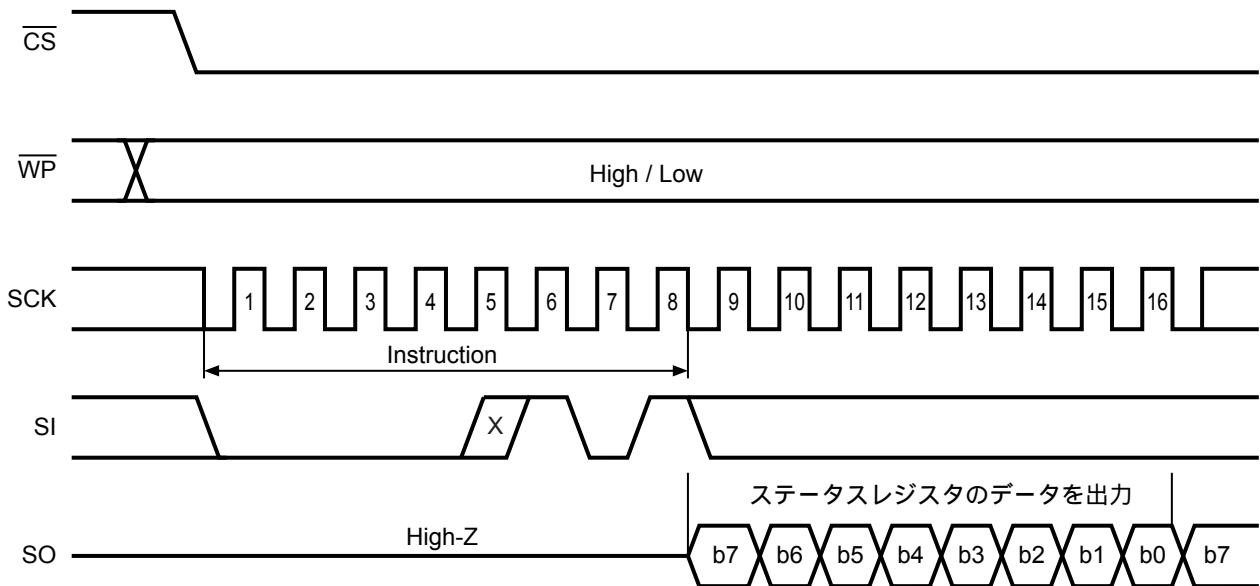 CS
WP
High / Low
SCK
1 2 3 4 5 6 7 8 9 10 11 12 13 14 15 16
Instruction
SI
X
ステータスレジスタのデータを出力
High-Z
SO
b7 b6 b5 b4 b3 b2 b1 b0 b7